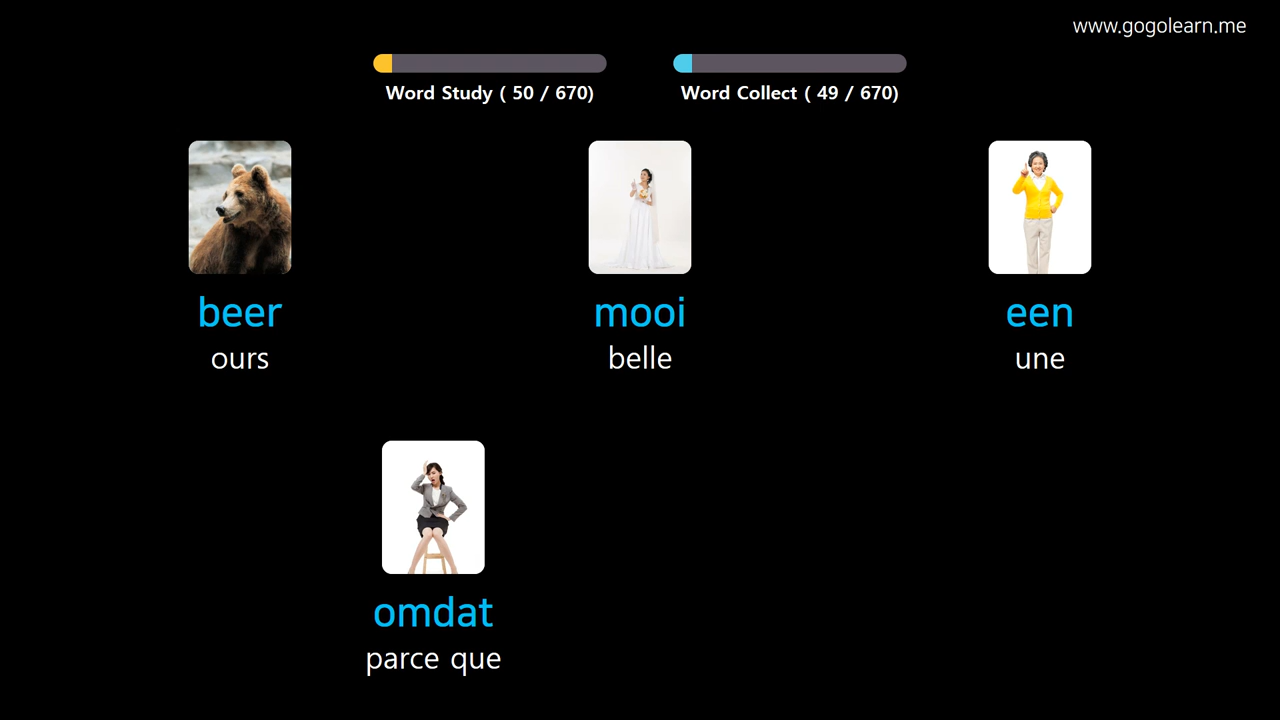 www.gogolearn.me
Word Study ( 50 / 670)
Word Collect ( 49 / 670)
beer
ours
mooi
belle
een
une
omdat
parce que